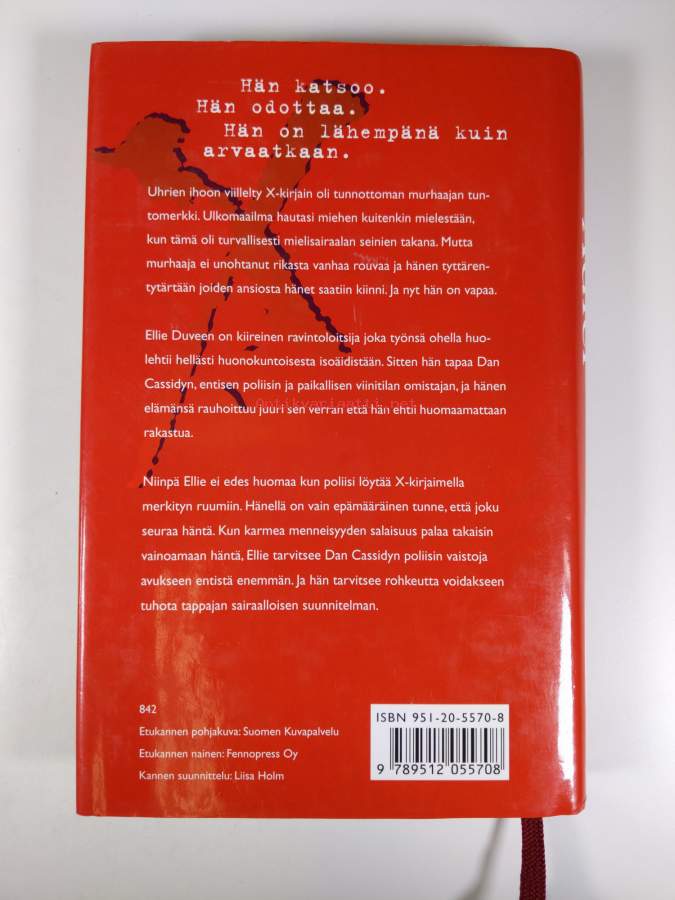 Hän katsoo.
Hän odottaa.
Hän on lähempänä kuin
arvaatkaan.
Uhrien ihoon viillelty X-kirjain oli tunnottoman murhaajan tun-
tomerkki. Ulkomaailma hautasi miehen kuitenkin mielestään,
kun tämä oli turvallisesti mielisairaalan seinien takana. Mutta
murhaaja ei unohtanut rikasta vanhaa rouvaa ja hänen tyttären-
tytärtään joiden ansiosta hänet saatiin kiinni. Ja nyt hän on vapaa.
Ellie Duveen on kiireinen ravintoloitsija joka työnsä ohella huo-
lehtii hellästi huonokuntoisesta isoäidistään. Sitten hän tapaa Dan
Cassidyn, entisen poliisin ja paikallisen viinitilan omistajan, ja hänen
elämänsä rauhoittuu juuri sen verran että hän ehtii huomaamattaan
Antikvariaatti.net
rakastua.
Niinpä Ellie ei edes huomaa kun poliisi löytää X-kirjaimella
merkityn ruumiin. Hänellä on vain epämääräinen tunne, että joku
seuraa häntä. Kun karmea menneisyyden salaisuus palaa takaisin
vainoamaan häntä, Ellie tarvitsee Dan Cassidyn poliisin vaistoja
avukseen entistä enemmän. Ja hän tarvitsee rohkeutta voidakseen
tuhota tappajan sairaalloisen suunnitelman.
842
Etukannen pohjakuva: Suomen Kuvapalvelu
Etukannen nainen: Fennopress Oy
Kannen suunnittelu: Liisa Holm
ISBN 951-20-5570-8
9 789512 055708